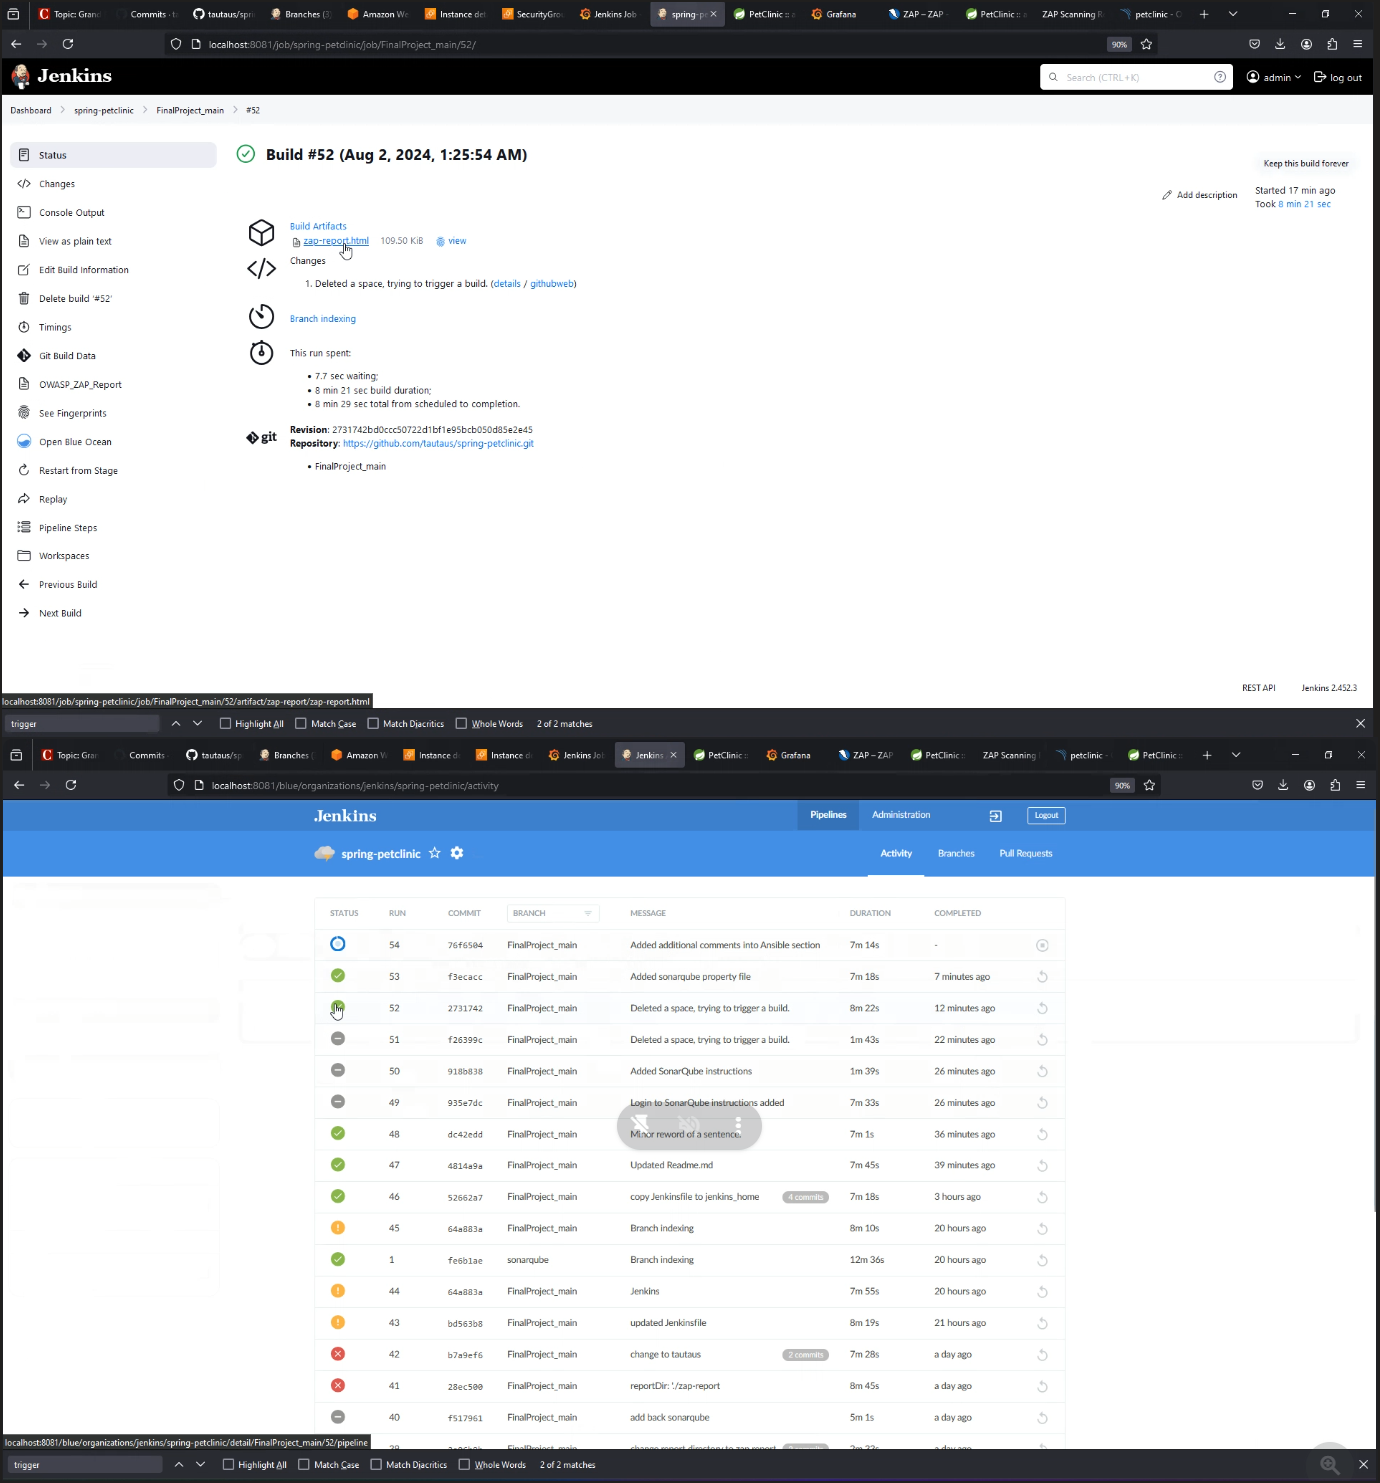 Topic: Gran Commits · t tautaus/spri Branches (3) Amazon We Instance det SecurityGro Jenkins Job spring-pe PetClinic :: a Grafana ZAP – ZAP PetClinic :: a ZAP Scanning R petclinic - O
localhost:8081/job/spring-petclinic/job/FinalProject_main/52/ 90%
Jenkins Search (CTRL+K) admin log out
Dashboard spring-petclinic FinalProject_main #52
Status
Changes
Console Output
View as plain text
Edit Build Information
Delete build '#52'
Timings
Git Build Data
OWASP_ZAP_Report
See Fingerprints
Open Blue Ocean
Restart from Stage
Replay
Pipeline Steps
Workspaces
Previous Build
Next Build
Build #52 (Aug 2, 2024, 1:25:54 AM)
Keep this build forever
Add description
Started 17 min ago
Took 8 min 21 sec
Build Artifacts
zap-report.html 109.50 KiB view
Changes
1. Deleted a space, trying to trigger a build. (details / githubweb)
Branch indexing
This run spent:
• 7.7 sec waiting;
• 8 min 21 sec build duration;
• 8 min 29 sec total from scheduled to completion.
git
Revision: 2731742bd0ccc50722d1bf1e95bcb050d85e2e45
Repository: https://github.com/tautaus/spring-petclinic.git
• FinalProject_main
REST API Jenkins 2.452.3
localhost:8081/job/spring-petclinic/job/FinalProject_main/52/artifact/zap-report/zap-report.html
trigger Highlight All Match Case Match Diacritics Whole Words 2 of 2 matches
Topic: Gran Commits tautaus/sp Branches ( Amazon W Instance de Instance de Jenkins Jo Jenkins PetClinic : Grafana ZAP – ZAP PetClinic : ZAP Scanning petclinic - PetClinic :
localhost:8081/blue/organizations/jenkins/spring-petclinic/activity 90%
Jenkins Pipelines Administration Logout
spring-petclinic Activity Branches Pull Requests
STATUS RUN COMMIT BRANCH MESSAGE DURATION COMPLETED
54 76f6504 FinalProject_main Added additional comments into Ansible section 7m 14s -
53 f3ecacc FinalProject_main Added sonarqube property file 7m 18s 7 minutes ago
52 2731742 FinalProject_main Deleted a space, trying to trigger a build. 8m 22s 12 minutes ago
51 f26399c FinalProject_main Deleted a space, trying to trigger a build. 1m 43s 22 minutes ago
50 918b838 FinalProject_main Added SonarQube instructions 1m 39s 26 minutes ago
49 935e7dc FinalProject_main Login to SonarQube instructions added 7m 33s 26 minutes ago
48 dc42edd FinalProject_main Minor reword of a sentence. 7m 1s 36 minutes ago
47 4814a9a FinalProject_main Updated Readme.md 7m 45s 39 minutes ago
46 52662a7 FinalProject_main copy Jenkinsfile to jenkins_home 4 commits 7m 18s 3 hours ago
45 64a883a FinalProject_main Branch indexing 8m 10s 20 hours ago
1 fe6b1ae sonarqube Branch indexing 12m 36s 20 hours ago
44 64a883a FinalProject_main Jenkins 7m 55s 20 hours ago
43 bd563b8 FinalProject_main updated Jenkinsfile 8m 19s 21 hours ago
42 b7a9ef6 FinalProject_main change to tautaus 2 commits 7m 28s a day ago
41 28ec500 FinalProject_main reportDir: './zap-report 8m 45s a day ago
40 f517961 FinalProject_main add back sonarqube 5m 1s a day ago
localhost:8081/blue/organizations/jenkins/spring-petclinic/detail/FinalProject_main/52/pipeline
trigger Highlight All Match Case Match Diacritics Whole Words 2 of 2 matches